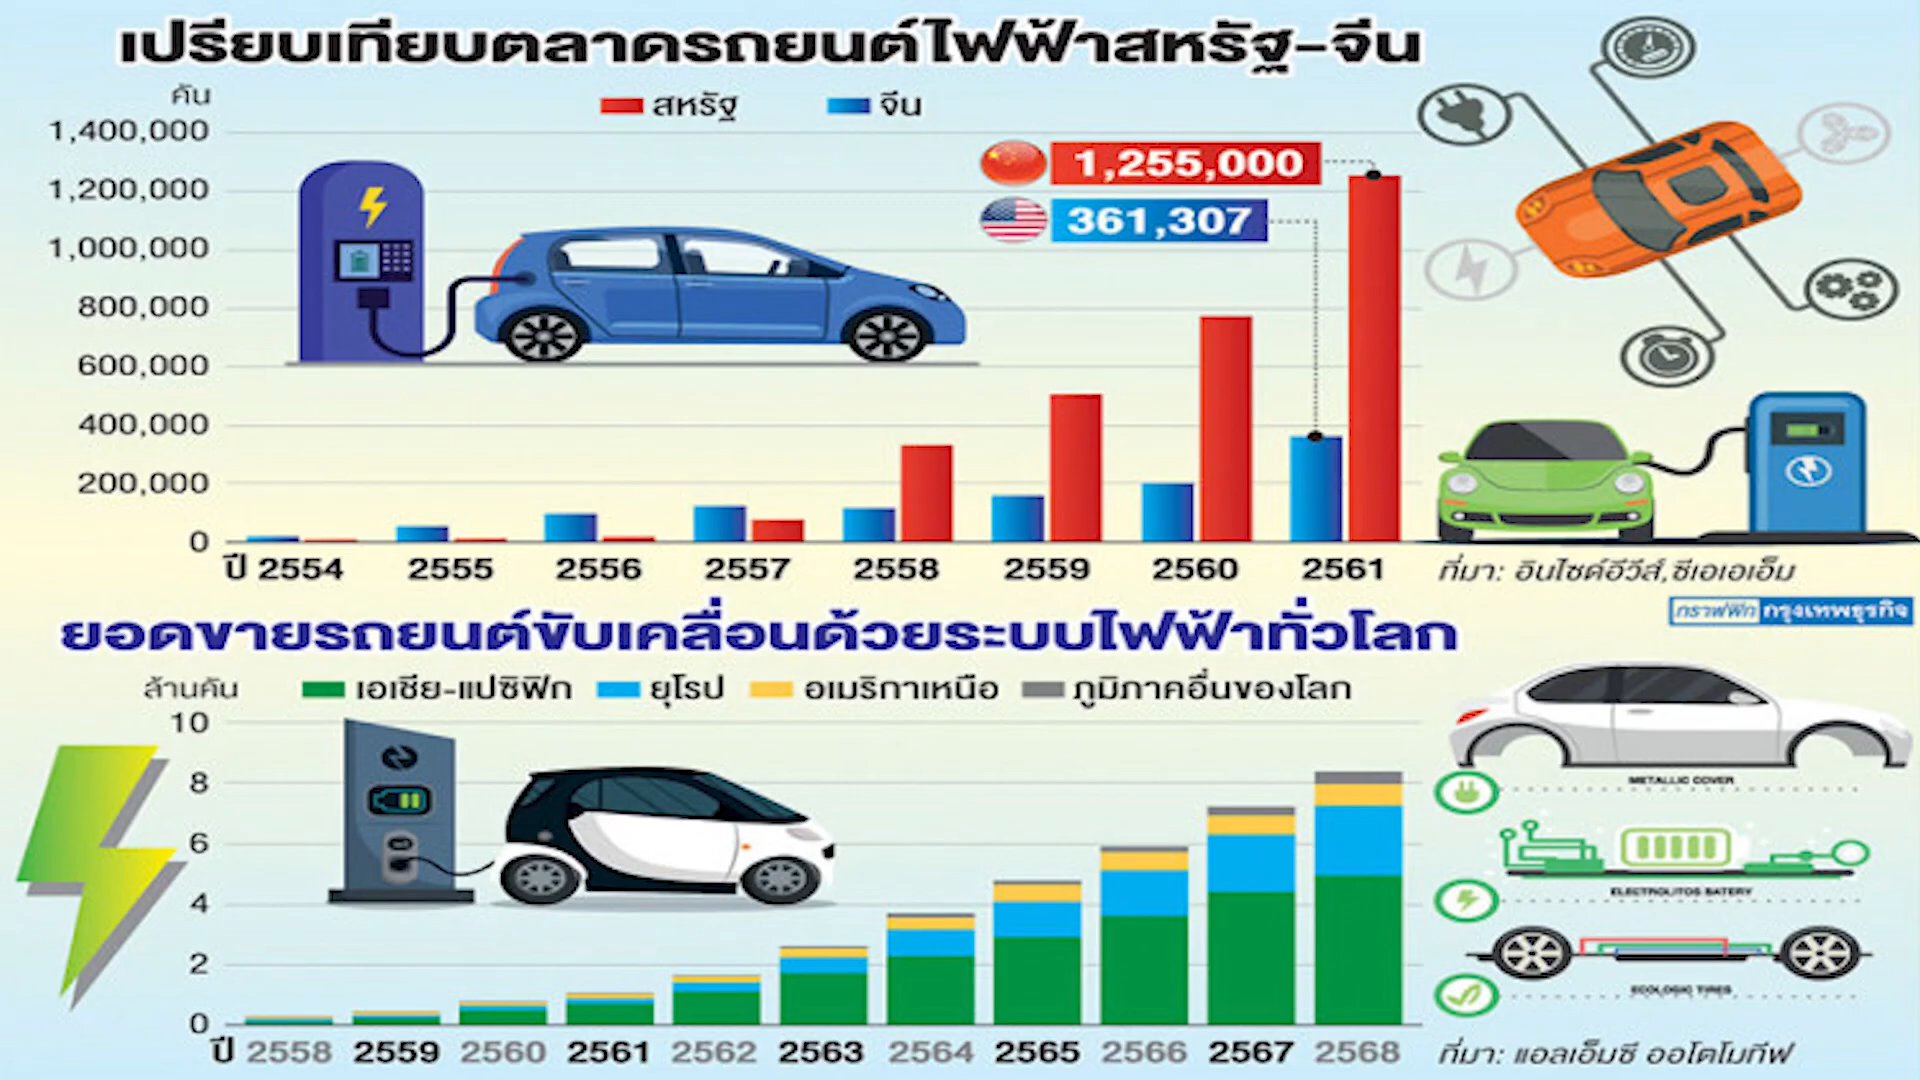 เปรียบเทียบตลาดรถยนต์ไฟฟ้าสหรัฐ-จีน
คัน
สหรัฐ จีน
1,400,000
1,200,000
1,000,000
800,000
600,000
400,000
200,000
0
1,255,000
361,307
ปี 2554 2555 2556 2557 2558 2559 2560 2561
ที่มา: อินไซด์อีวีส์,ซีเอเอเอ็ม
กราฟฟิก กรุงเทพธุรกิจ
ยอดขายรถยนต์ขับเคลื่อนด้วยระบบไฟฟ้าทั่วโลก
ล้านคัน
เอเชีย-แปซิฟิก ยุโรป อเมริกาเหนือ ภูมิภาคอื่นของโลก
10
8
6
4
2
0
ปี 2558 2559 2560 2561 2562 2563 2564 2565 2566 2567 2568
METALLIC COVER
ELECTROLITOS BATERY
ECOLOGIC TIRES
ที่มา: แอลเอ็มซี ออโตโมทีฟ